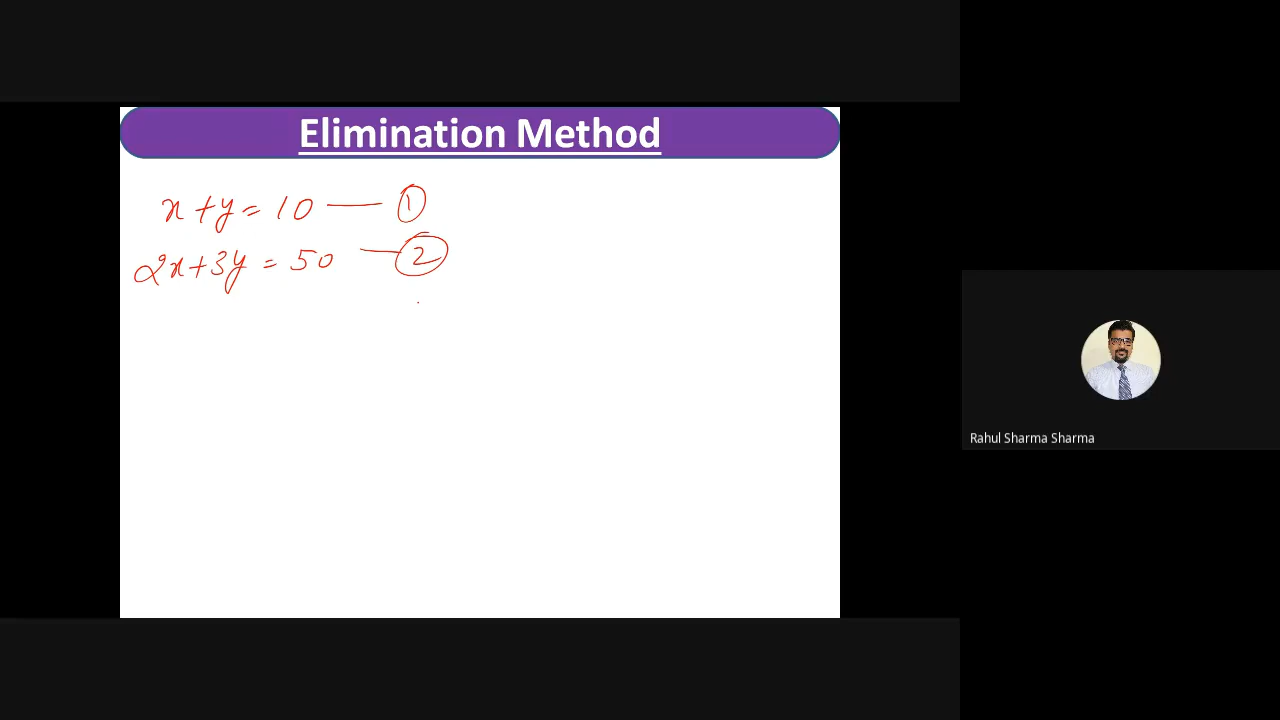 Elimination Method
x + y = 10 — ①
2x + 3y = 50 — ②
Rahul Sharma Sharma